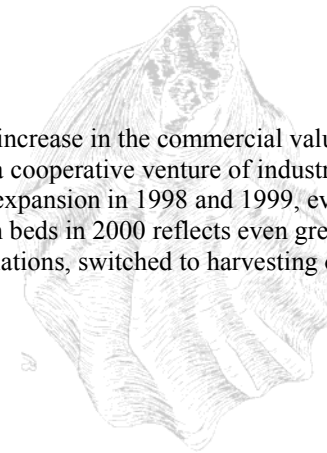 increase in the commercial valu
a cooperative venture of industr
expansion in 1998 and 1999, ev
n beds in 2000 reflects even gre
ations, switched to harvesting